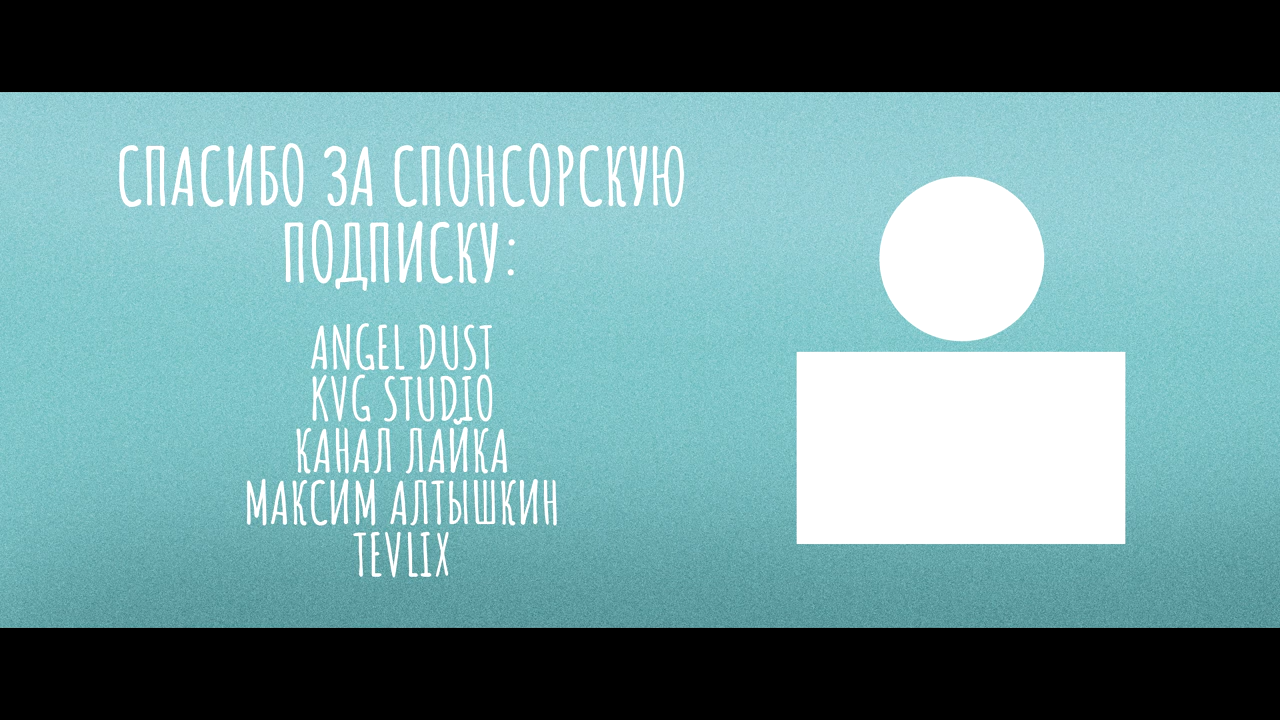 СПАСИБО ЗА СПОНСОРСКУЮ
ПОДПИСКУ:
ANGEL DUST
KVG STUDIO
КАНАЛ ЛАЙКА
МАКСИМ АЛТЫШКИН
TEVLIX